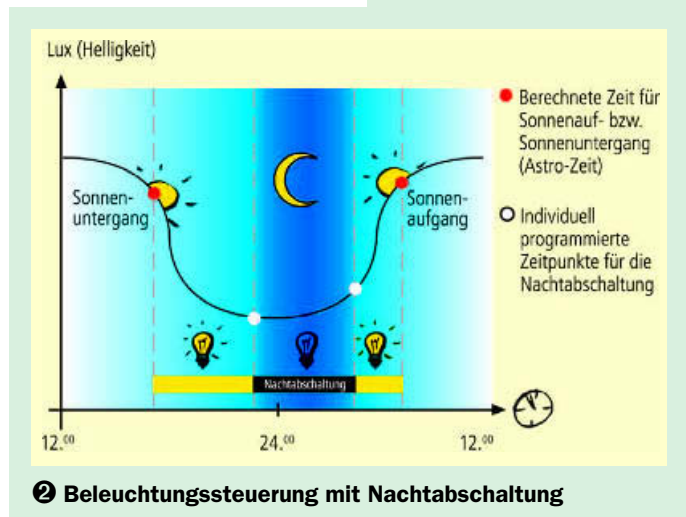 Lux (Helligkeit)
Sonnen-
untergang
Sonnen-
aufgang
Nachtabschaltung
12.⁰⁰
24.⁰⁰
12.⁰⁰
Berechnete Zeit für
Sonnenauf- bzw.
Sonnenuntergang
(Astro-Zeit)
Individuell
programmierte
Zeitpunkte für die
Nachtabschaltung
❷ Beleuchtungssteuerung mit Nachtabschaltung